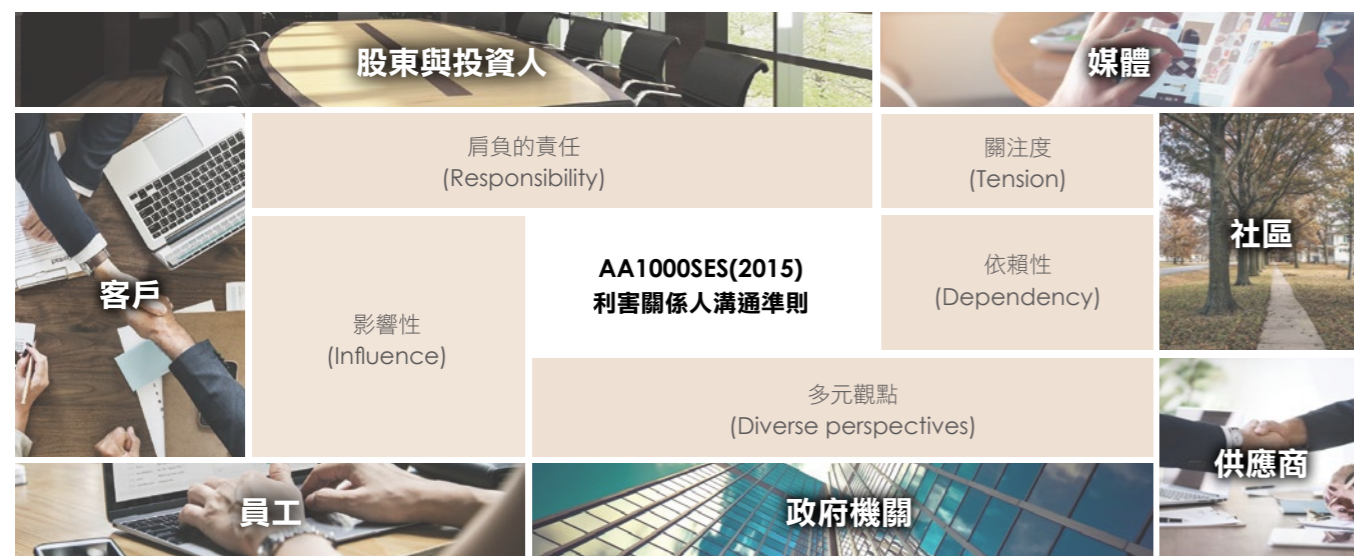 股東與投資人
媒體
肩負的責任
(Responsibility)
關注度
(Tension)
客戶
影響性
(Influence)
AA1000SES(2015)
利害關係人溝通準則
依賴性
(Dependency)
社區
多元觀點
(Diverse perspectives)
員工
政府機關
供應商